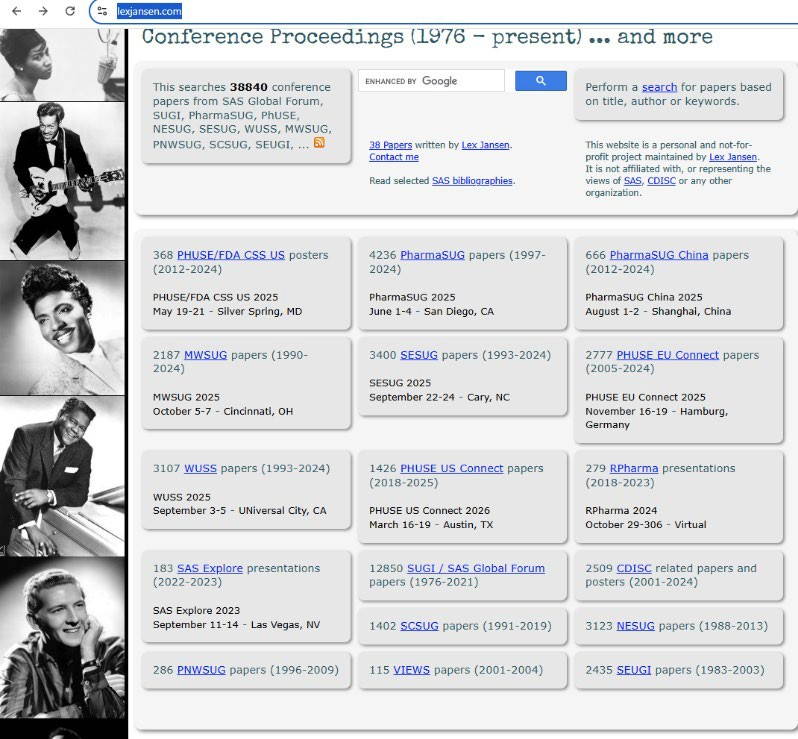 lexjansen.com
Conference Proceedings (1976 - present) ... and more
This searches 38840 conference
papers from SAS Global Forum,
SUGI, PharmaSUG, PhUSE,
NESUG, SESUG, WUSS, MWSUG,
PNWSUG, SCSUG, SEUGI, ...
ENHANCED BY Google
38 Papers written by Lex Jansen.
Contact me
Read selected SAS bibliographies.
Perform a search for papers based
on title, author or keywords.
This website is a personal and not-for-
profit project maintained by Lex Jansen.
It is not affiliated with, or representing the
views of SAS, CDISC or any other
organization.
368 PHUSE/FDA CSS US posters
(2012-2024)
PHUSE/FDA CSS US 2025
May 19-21 - Silver Spring, MD
4236 PharmaSUG papers (1997-
2024)
PharmaSUG 2025
June 1-4 - San Diego, CA
666 PharmaSUG China papers
(2012-2024)
PharmaSUG China 2025
August 1-2 - Shanghai, China
2187 MWSUG papers (1990-
2024)
MWSUG 2025
October 5-7 - Cincinnati, OH
3400 SESUG papers (1993-2024)
SESUG 2025
September 22-24 - Cary, NC
2777 PHUSE EU Connect papers
(2005-2024)
PHUSE EU Connect 2025
November 16-19 - Hamburg,
Germany
3107 WUSS papers (1993-2024)
WUSS 2025
September 3-5 - UNiversal City, CA
1426 PHUSE US Connect papers
(2018-2025)
PHUSE US Connect 2026
March 16-19 - Austin, TX
279 RPharma presentations
(2018-2023)
RPharma 2024
October 29-306 - Virtual
183 SAS Explore presentations
(2022-2023)
SAS Explore 2023
September 11-14 - Las Vegas, NV
12850 SUGI / SAS Global Forum
papers (1976-2021)
2509 CDISC related papers and
posters (2001-2024)
1402 SCSUG papers (1991-2019)
3123 NESUG papers (1988-2013)
286 PNWSUG papers (1996-2009)
115 VIEWS papers (2001-2004)
2435 SEUGI papers (1983-2003)